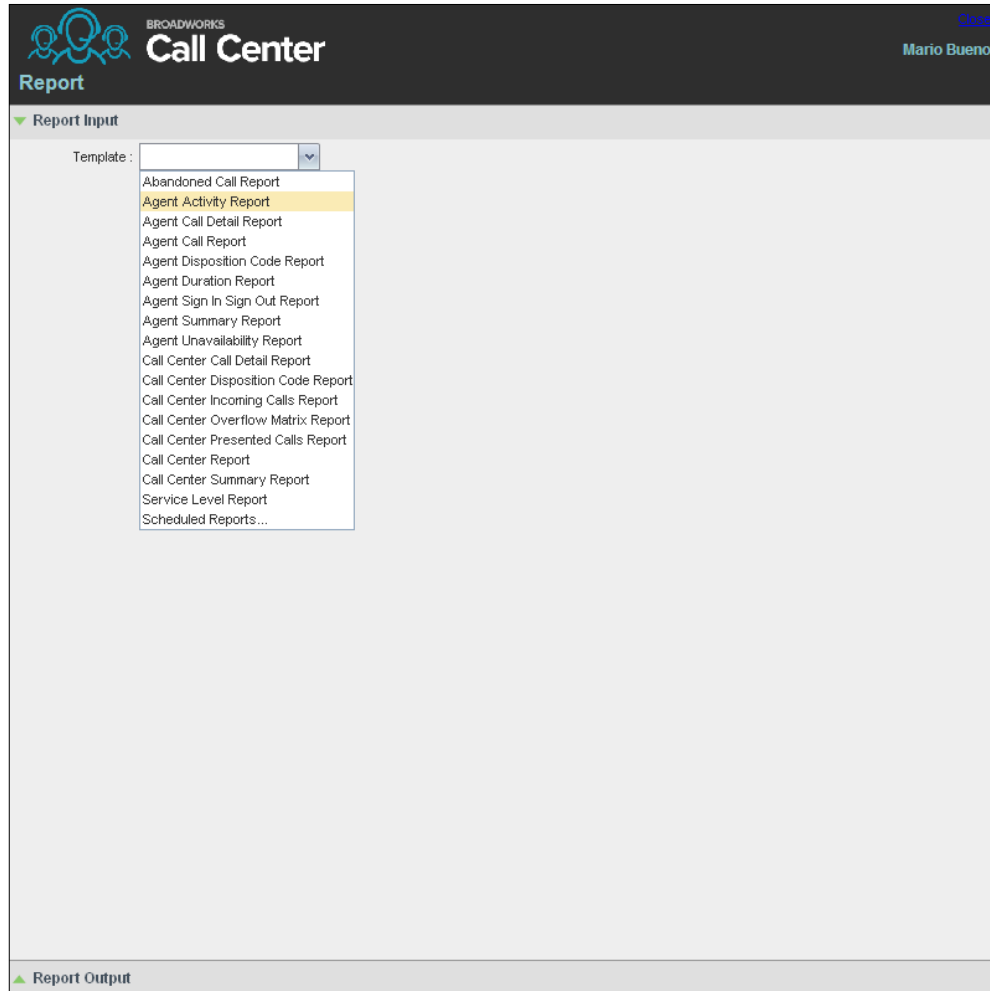 BROADWORKS
Close
Call Center
Mario Bueno
Report
Report Input
Template :
Abandoned Call Report
Agent Activity Report
Agent Call Detail Report
Agent Call Report
Agent Disposition Code Report
Agent Duration Report
Agent Sign In Sign Out Report
Agent Summary Report
Agent Unavailability Report
Call Center Call Detail Report
Call Center Disposition Code Report
Call Center Incoming Calls Report
Call Center Overflow Matrix Report
Call Center Presented Calls Report
Call Center Report
Call Center Summary Report
Service Level Report
Scheduled Reports...
Report Output